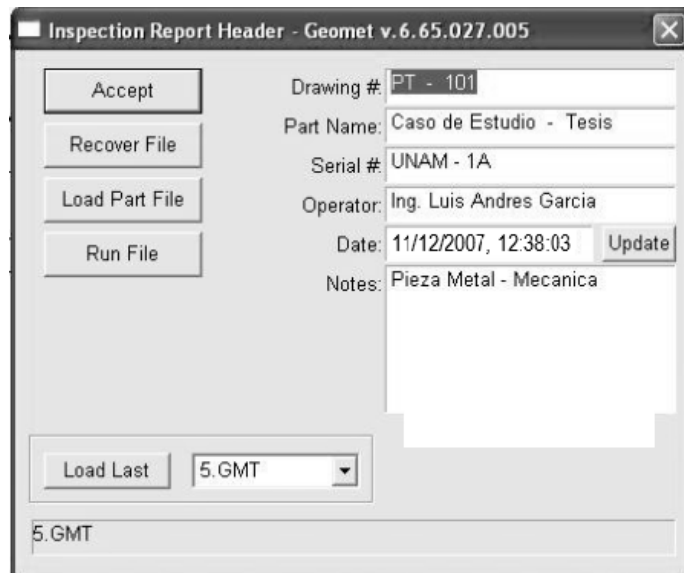 Inspection Report Header - Geomet v.6.65.027.005
Accept
Recover File
Load Part File
Run File
Drawing #: PT - 101
Part Name: Caso de Estudio - Tesis
Serial #: UNAM - 1A
Operator: Ing. Luis Andres Garcia
Date: 11/12/2007, 12:38:03 Update
Notes: Pieza Metal - Mecanica
Load Last 5.GMT
5.GMT